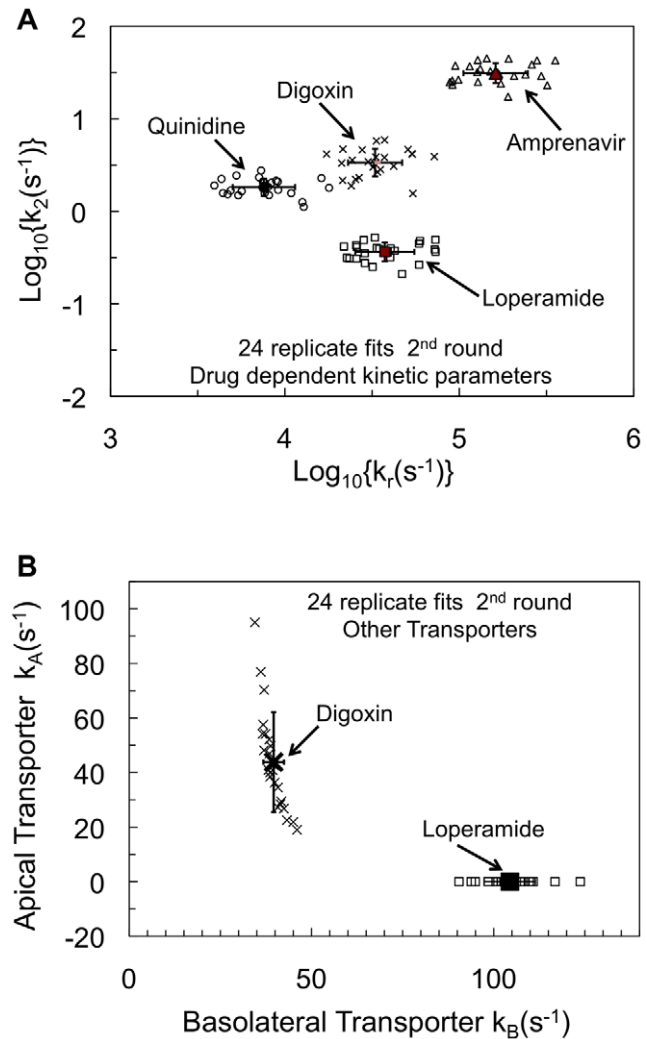 A
2
1
0
-1
-2
Log₁₀{k₂(s⁻¹)}
Quinidine
Digoxin
Amprenavir
Loperamide
24 replicate fits 2ⁿᵈ round
Drug dependent kinetic parameters
3 4 5 6
Log₁₀{kᵣ(s⁻¹)}
B
100
80
60
40
20
0
-20
Apical Transporter k_A(s⁻¹)
24 replicate fits 2ⁿᵈ round
Other Transporters
Digoxin
Loperamide
0 50 100
Basolateral Transporter k_B(s⁻¹)